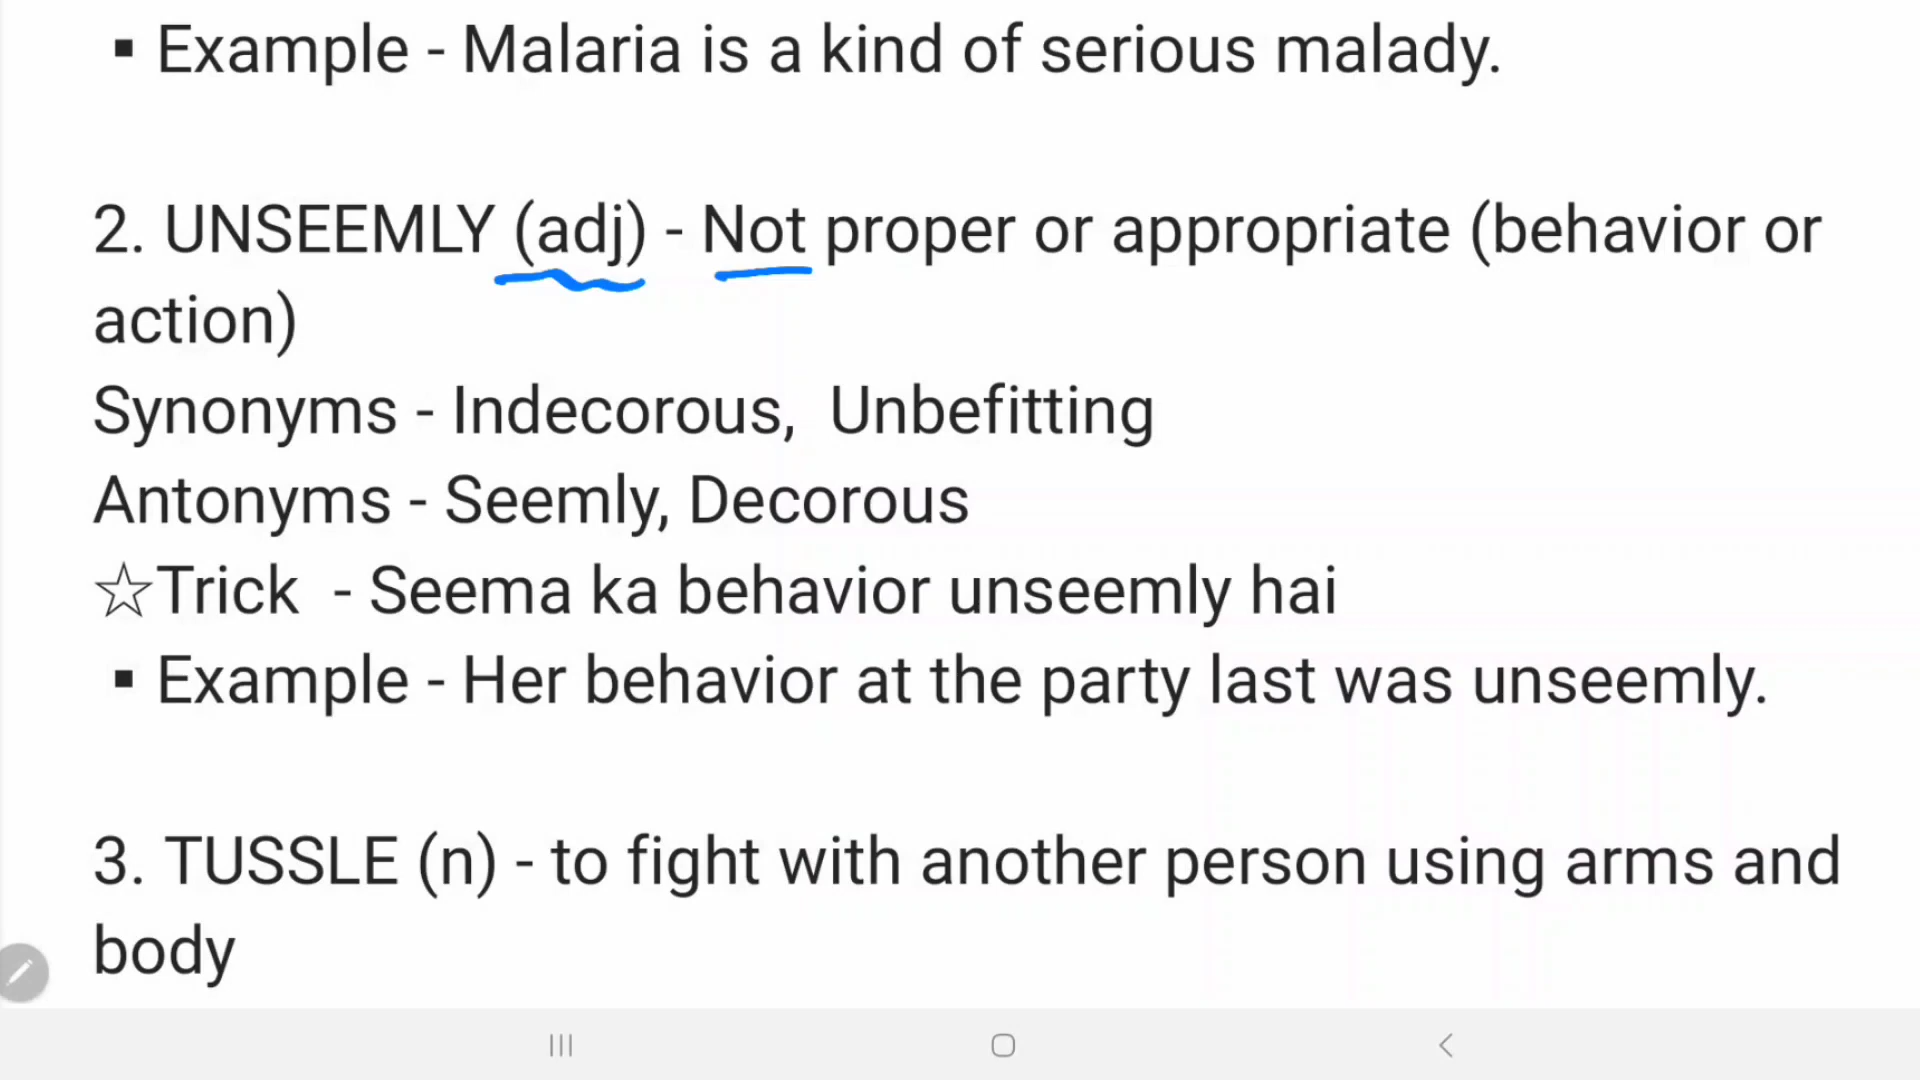 ▪ Example - Malaria is a kind of serious malady.
2. UNSEEMLY (adj) - Not proper or appropriate (behavior or
action)
Synonyms - Indecorous,  Unbefitting
Antonyms - Seemly, Decorous
☆Trick  - Seema ka behavior unseemly hai
▪ Example - Her behavior at the party last was unseemly.
3. TUSSLE (n) - to fight with another person using arms and
body